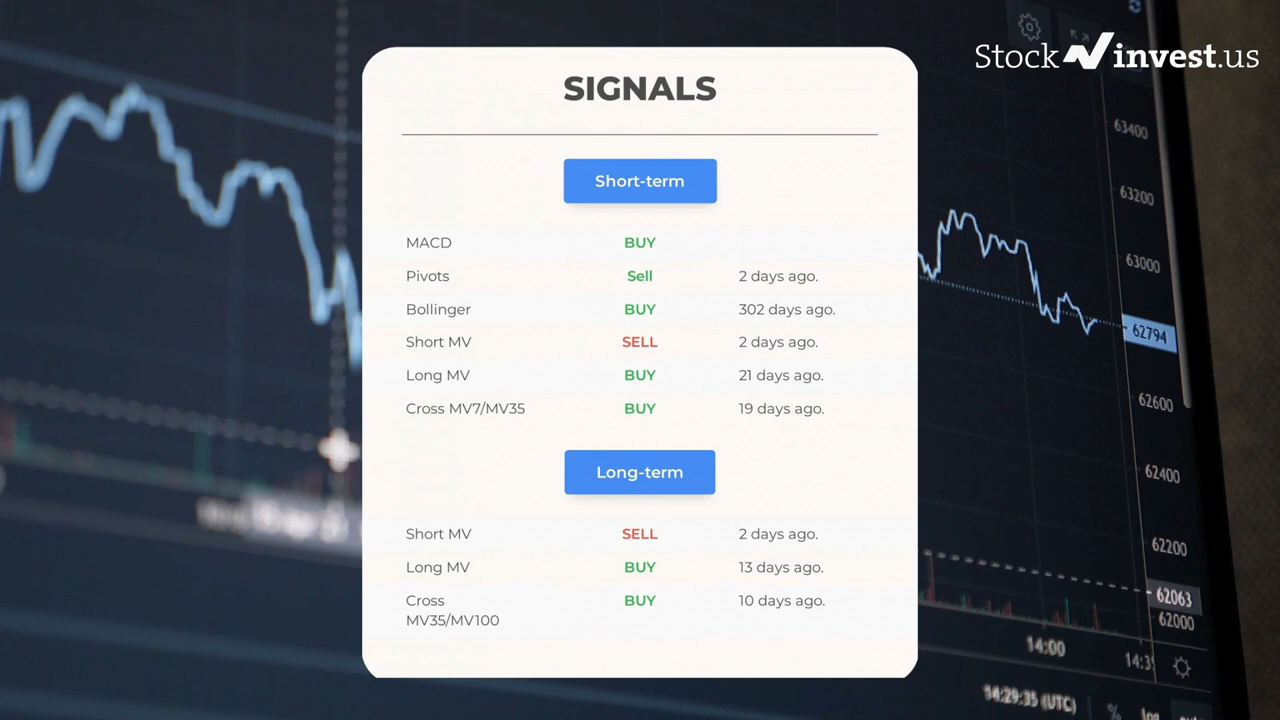 Stock invest.us
SIGNALS
Short-term
MACD BUY
Pivots Sell 2 days ago.
Bollinger BUY 302 days ago.
Short MV SELL 2 days ago.
Long MV BUY 21 days ago.
Cross MV7/MV35 BUY 19 days ago.
Long-term
Short MV SELL 2 days ago.
Long MV BUY 13 days ago.
Cross
MV35/MV100 BUY 10 days ago.
63400
63200
63000
62794
62600
62400
62200
62063
62000
14:00
14:29:35 (UTC)
%
log